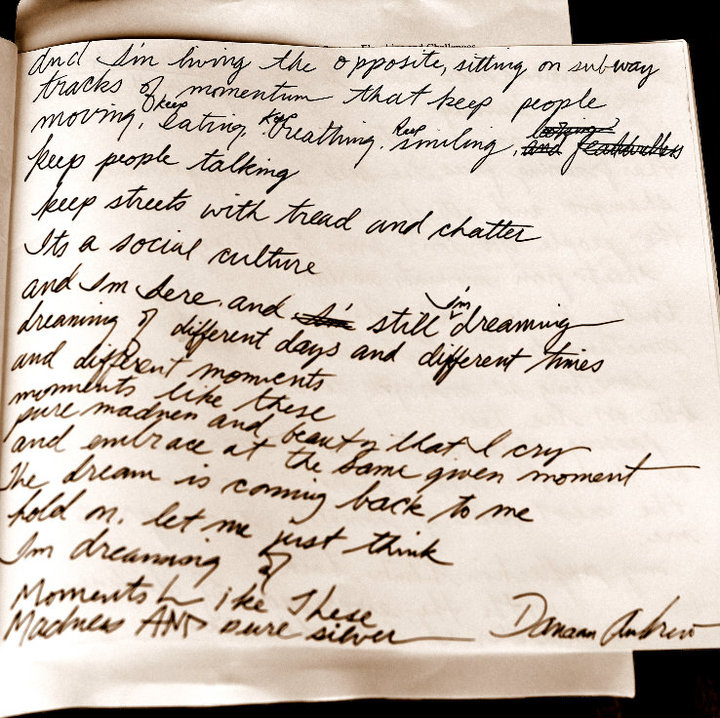 and Challenges
and I'm living the opposite, sitting on subway
tracks of momentum that keep people
moving, keep eating, keep breathing, keep smiling,
keep people talking
keep streets with tread and chatter
Its a social culture
and I'm here, and I'm still I'm dreaming
dreaming of different days and different times
and different moments
moments like these
pure madness and beauty that I cry
and embrace at the same given moment
The dream is coming back to me
hold on, let me just think
Im dreaming of
Moments Like These
Madness AND pure silver Andrew